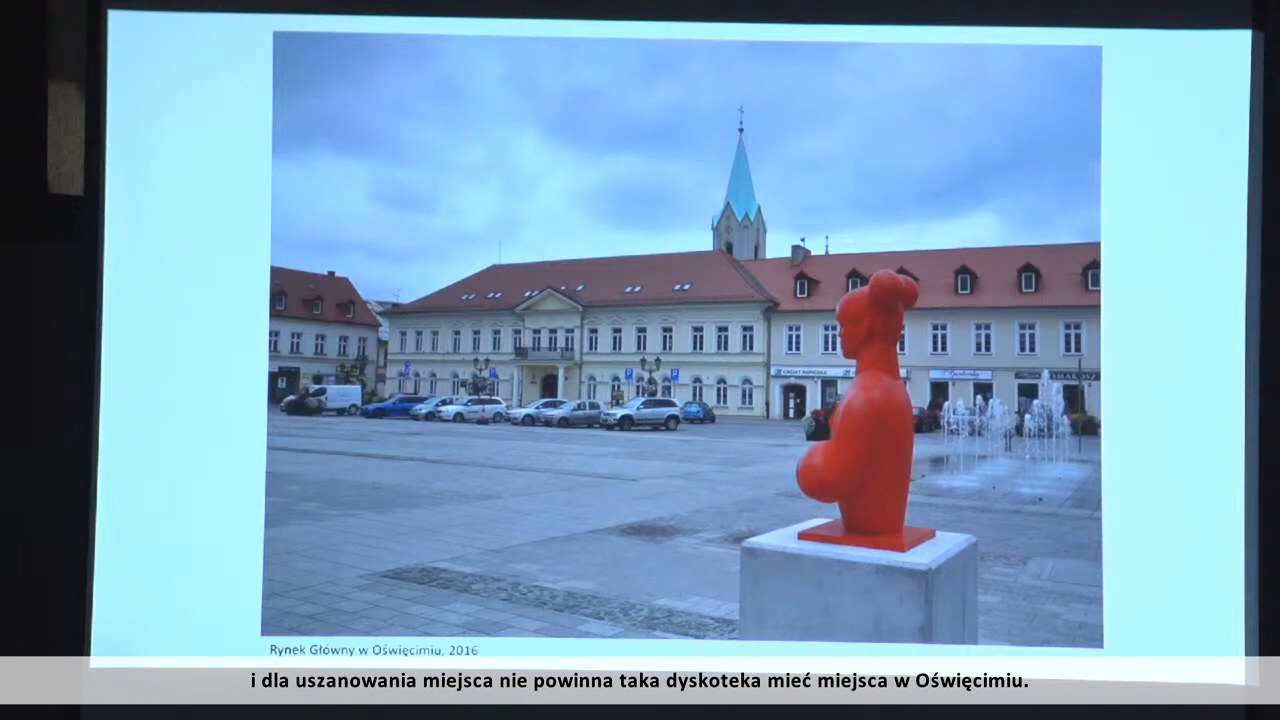 Rynek Główny w Oświęcimiu, 2016
i dla uszanowania miejsca nie powinna taka dyskoteka mieć miejsca w Oświęcimiu.